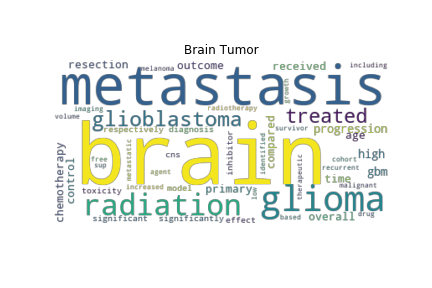 Brain Tumor
resection melanoma outcome received including
metastasis
imaging radiotherapy growth
volume glioblastoma treated
respectively diagnosis survivor progression
brain
chemotherapy control free sup metastatic cns agent inhibitor identified compared age
therapeutic cohort high
recurrent gbm
toxicity increased model primary low time malignant
radiation glioma
significant significantly effect based overall drug